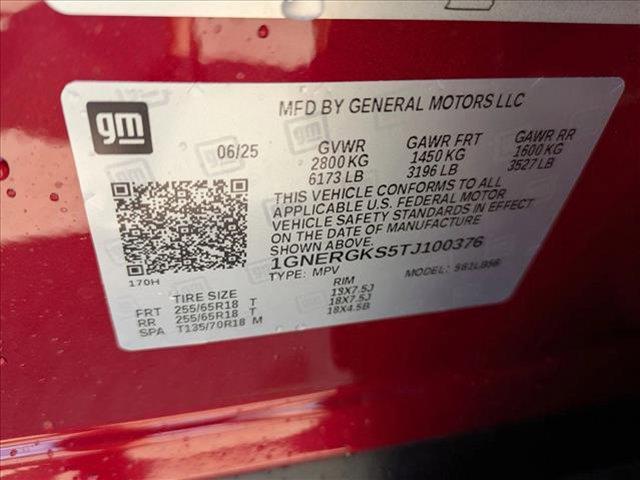 gm
MFD BY GENERAL MOTORS LLC
06/25 GVWR GAWR FRT GAWR RR
2800 KG 1450 KG 1600 KG
6173 LB 3196 LB 3527 LB
THIS VEHICLE CONFORMS TO ALL
APPLICABLE U.S. FEDERAL MOTOR
VEHICLE SAFETY STANDARDS IN EFFECT
ON THE DATE OF MANUFACTURE
SHOWN ABOVE.
1GNERGKS5TJ100376
170H TYPE: MPV MODEL:
TIRE SIZE RIM
FRT 255/65R18 T
RR 255/65R18 T 18X7.5J
SPA T135/70R18 M 18X4.5B